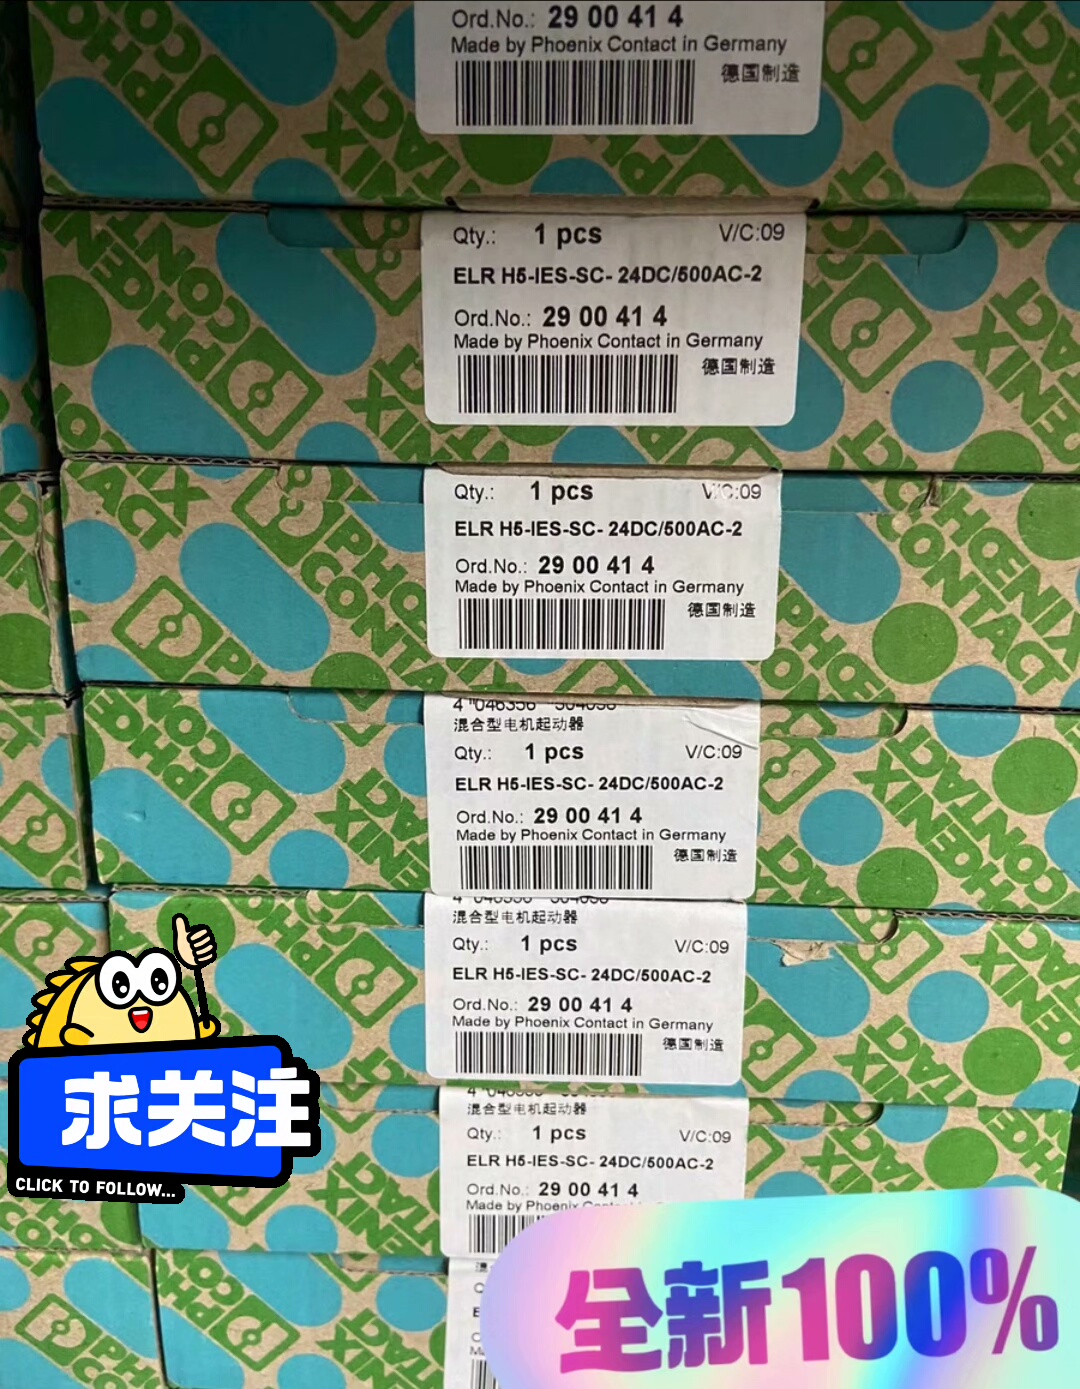 Ord.No.: 29 00 41 4
Made by Phoenix Contact in Germany
德国制造
Qty.: 1 pcs V/C:09
ELR H5-IES-SC- 24DC/500AC-2
Ord.No.: 29 00 41 4
Made by Phoenix Contact in Germany
德国制造
Qty.: 1 pcs V/C:09
ELR H5-IES-SC- 24DC/500AC-2
Ord.No.: 29 00 41 4
Made by Phoenix Contact in Germany
德国制造
混合型电机起动器
Qty.: 1 pcs V/C:09
ELR H5-IES-SC- 24DC/500AC-2
Ord.No.: 29 00 41 4
Made by Phoenix Contact in Germany
德国制造
混合型电机起动器
Qty.: 1 pcs V/C:09
ELR H5-IES-SC- 24DC/500AC-2
Ord.No.: 29 00 41 4
Made by Phoenix Contact in Germany
德国制造
混合型电机起动器
Qty.: 1 pcs V/C:09
ELR H5-IES-SC- 24DC/500AC-2
Ord.No.: 29 00 41 4
Made by Phoenix
PHOENIX
CONTACT
求关注
CLICK TO FOLLOW...
全新100%